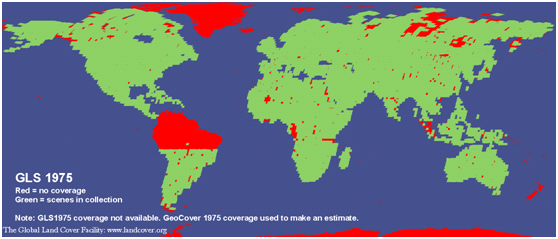 GLS 1975
Red = no coverage
Green = scenes in collection
Note: GLS1975 coverage not available. GeoCover 1975 coverage used to make an estimate.
The Global Land Cover Facility: www.landcover.org